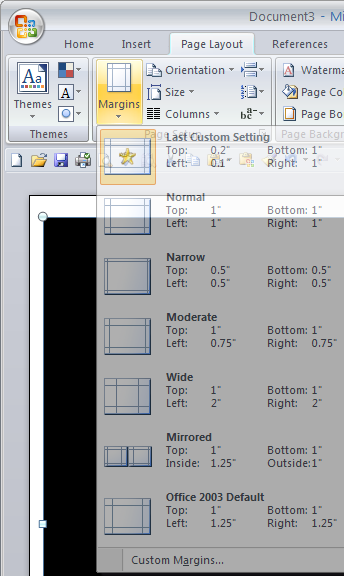 Document3 - Mi
Home Insert Page Layout References
Themes
Margins
Orientation
Size
Columns
Waterma
Page Co
Page Bo
Themes
Page Backg
Last Custom Setting
Top: 0.2" Bottom: 1"
Left: 0.1" Right: 1"
Normal
Top: 1" Bottom: 1"
Left: 1" Right: 1"
Narrow
Top: 0.5" Bottom: 0.5"
Left: 0.5" Right: 0.5"
Moderate
Top: 1" Bottom: 1"
Left: 0.75" Right: 0.75"
Wide
Top: 1" Bottom: 1"
Left: 2" Right: 2"
Mirrored
Top: 1" Bottom: 1"
Inside: 1.25" Outside: 1"
Office 2003 Default
Top: 1" Bottom: 1"
Left: 1.25" Right: 1.25"
Custom Margins...